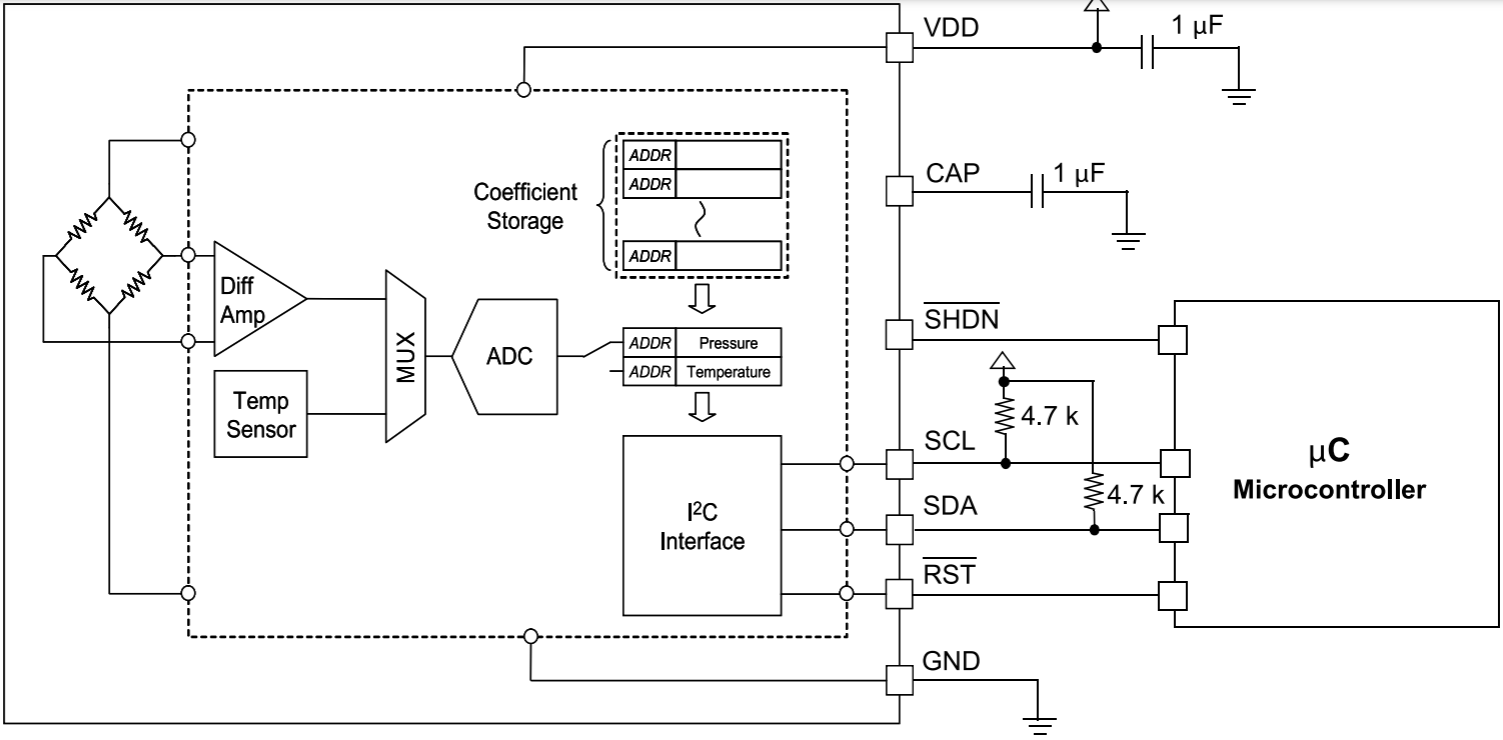 VDD
1 µF
CAP
1 µF
Coefficient
Storage
ADDR
ADDR
ADDR
Diff
Amp
MUX
ADC
ADDR Pressure
ADDR Temperature
Temp
Sensor
SHDN
4.7 k
SCL
4.7 k
SDA
I²C
Interface
RST
GND
µC
Microcontroller